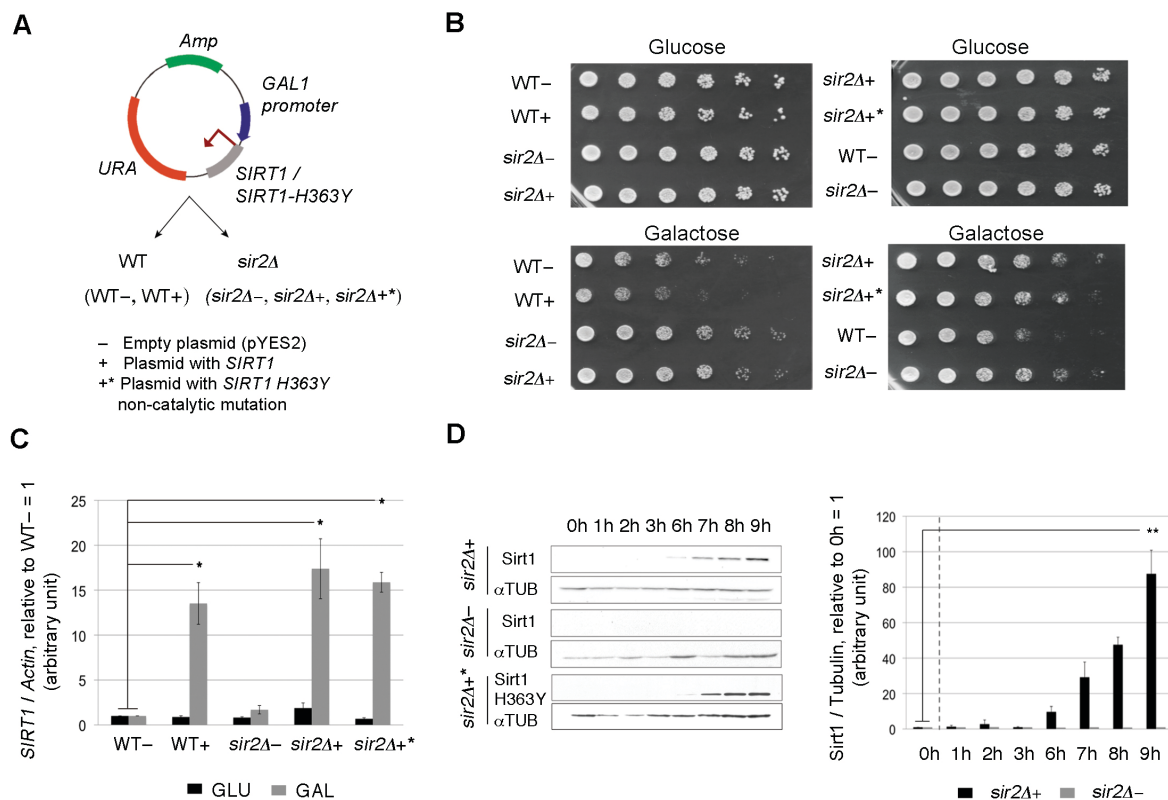 A
Amp
GAL1
promoter
URA
SIRT1 /
SIRT1-H363Y
WT
sir2Δ
(WT−, WT+)
(sir2Δ−, sir2Δ+, sir2Δ+*)
− Empty plasmid (pYES2)
+ Plasmid with SIRT1
+* Plasmid with SIRT1 H363Y
non-catalytic mutation
B
Glucose
WT−
WT+
sir2Δ−
sir2Δ+
Glucose
sir2Δ+
sir2Δ+*
WT−
sir2Δ−
Galactose
WT−
WT+
sir2Δ−
sir2Δ+
Galactose
sir2Δ+
sir2Δ+*
WT−
sir2Δ−
C
SIRT1 / Actin, relative to WT− = 1
(arbitrary unit)
25
20
15
10
5
0
*
*
*
WT− WT+ sir2Δ− sir2Δ+ sir2Δ+*
GLU GAL
D
0h 1h 2h 3h 6h 7h 8h 9h
sir2Δ+
Sirt1
αTUB
sir2Δ−
Sirt1
αTUB
sir2Δ+*
Sirt1
H363Y
αTUB
Sirt1 / Tubulin, relative to 0h = 1
(arbitrary unit)
120
100
80
60
40
20
0
**
0h 1h 2h 3h 6h 7h 8h 9h
sir2Δ+ sir2Δ−